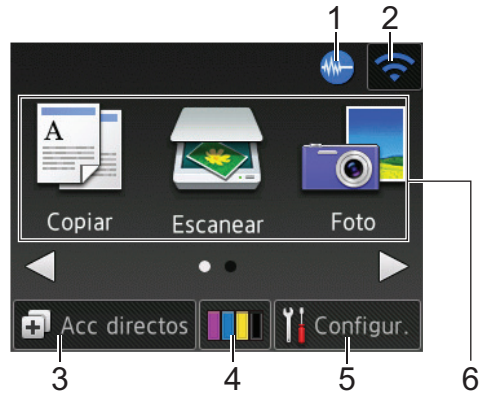 1 2
A
Copiar Escanear Foto
Acc directos Configur.
3 4 5 6